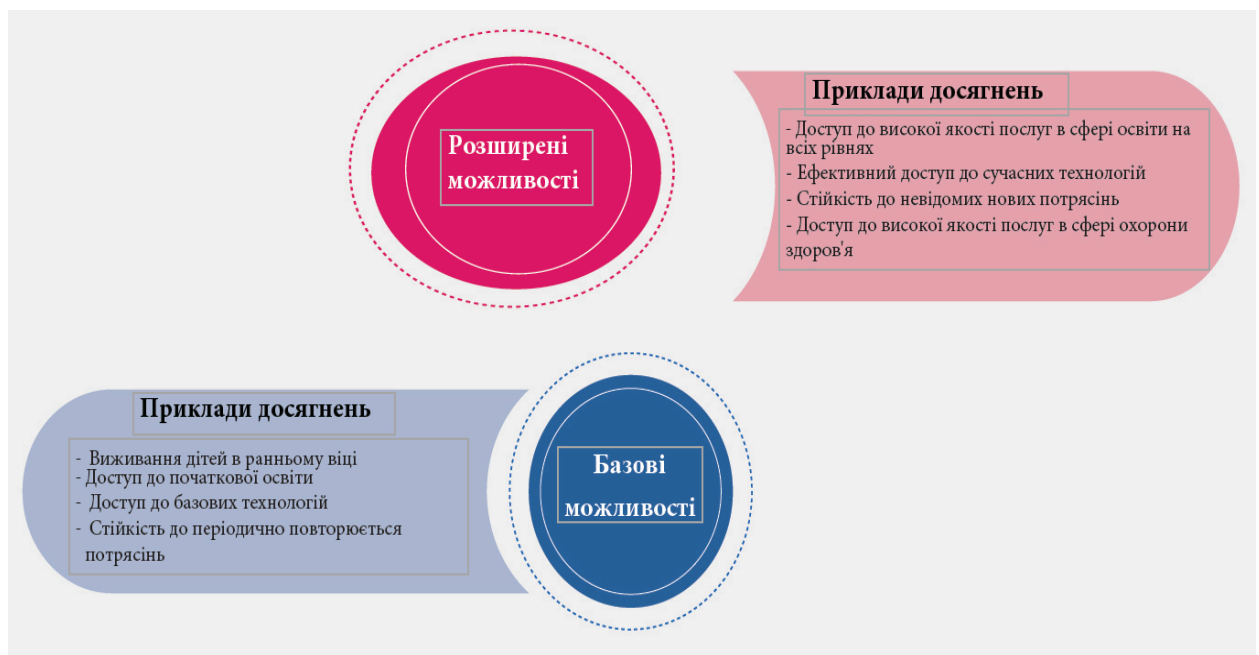 Розширені
можливості
Приклади досягнень
- Доступ до високої якості послуг в сфері освіти на
всіх рівнях
- Ефективний доступ до сучасних технологій
- Стійкість до невідомих нових потрясінь
- Доступ до високої якості послуг в сфері охорони
здоров'я
Приклади досягнень
- Виживання дітей в ранньому віці
- Доступ до початкової освіти
- Доступ до базових технологій
- Стійкість до періодично повторюється
потрясінь
Базові
можливості